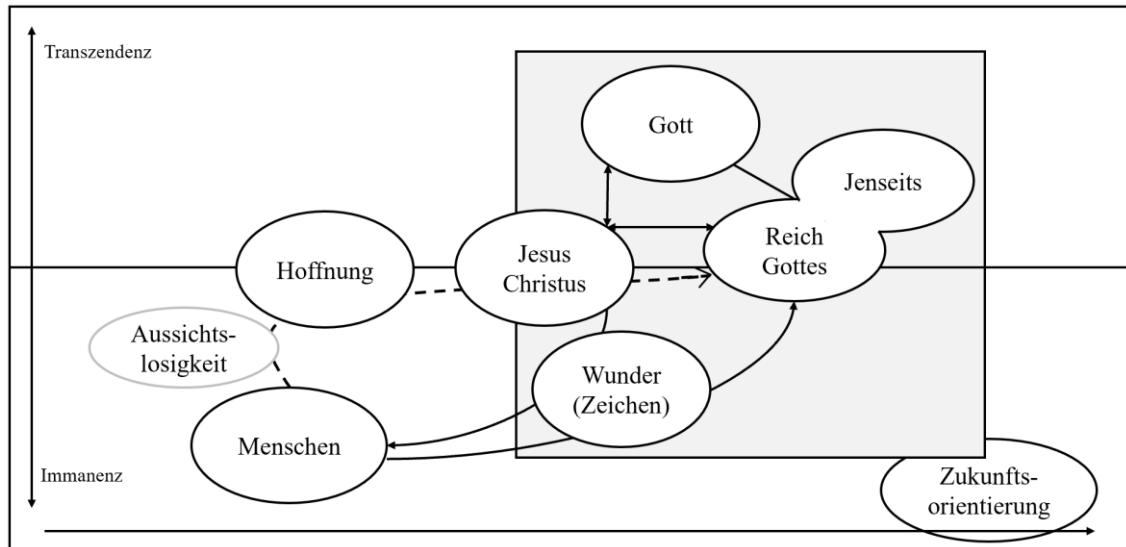 Transzendenz
Gott
Jenseits
Reich
Gottes
Jesus
Christus
Hoffnung
Aussichts-
losigkeit
Wunder
(Zeichen)
Menschen
Immanenz
Zukunfts-
orientierung